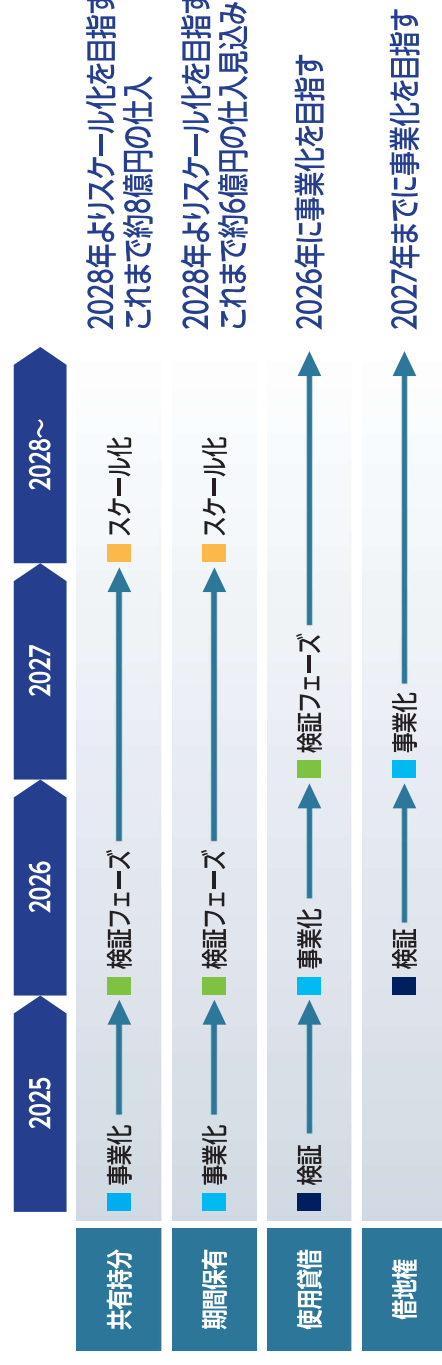 2025
2026
2027
2028～
共有持分
事業化
検証フェーズ
スケール化
2028年よりスケール化を目指す
これまで約8億円の仕入
期間保有
事業化
検証フェーズ
スケール化
2028年よりスケール化を目指す
これまで約6億円の仕入見込み
使用貸借
検証
事業化
検証フェーズ
2026年に事業化を目指す
借地権
検証
事業化
2027年までに事業化を目指す